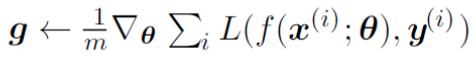 g ← 1/m ∇_θ ∑_i L(f(x^(i); θ), y^(i))